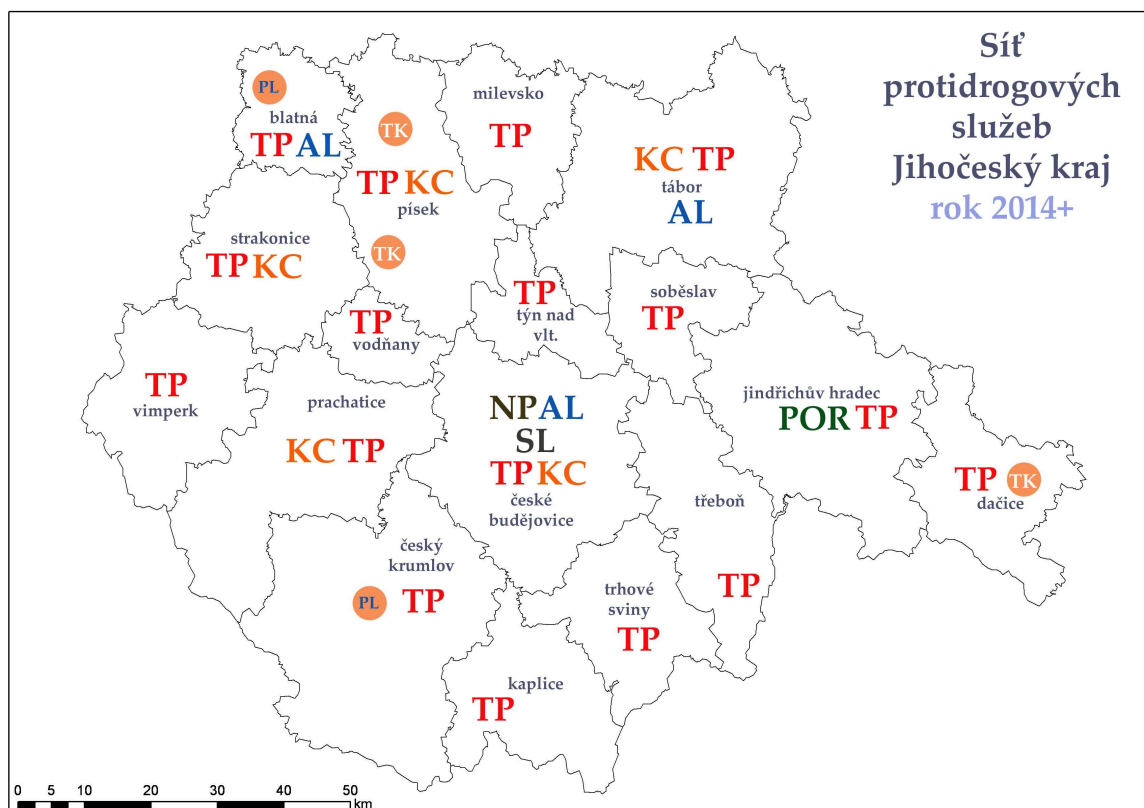 Síť
protidrogových
služeb
Jihočeský kraj
rok 2014+
PL
blatná
TP AL
TK
TP KC
písek
TK
milevsko
TP
KC TP
tábor
AL
strakonice
TP KC
TP
vodňany
TP
týn nad
vlt.
soběslav
TP
TP
vimperk
prachatice
KC TP
NP AL
SL
TP KC
české
budějovice
jindřichův hradec
POR TP
TP TK
dačice
třeboň
TP
český
krumlov
PL TP
trhové
sviny
TP
kaplice
TP
0 5 10 20 30 40 50
km